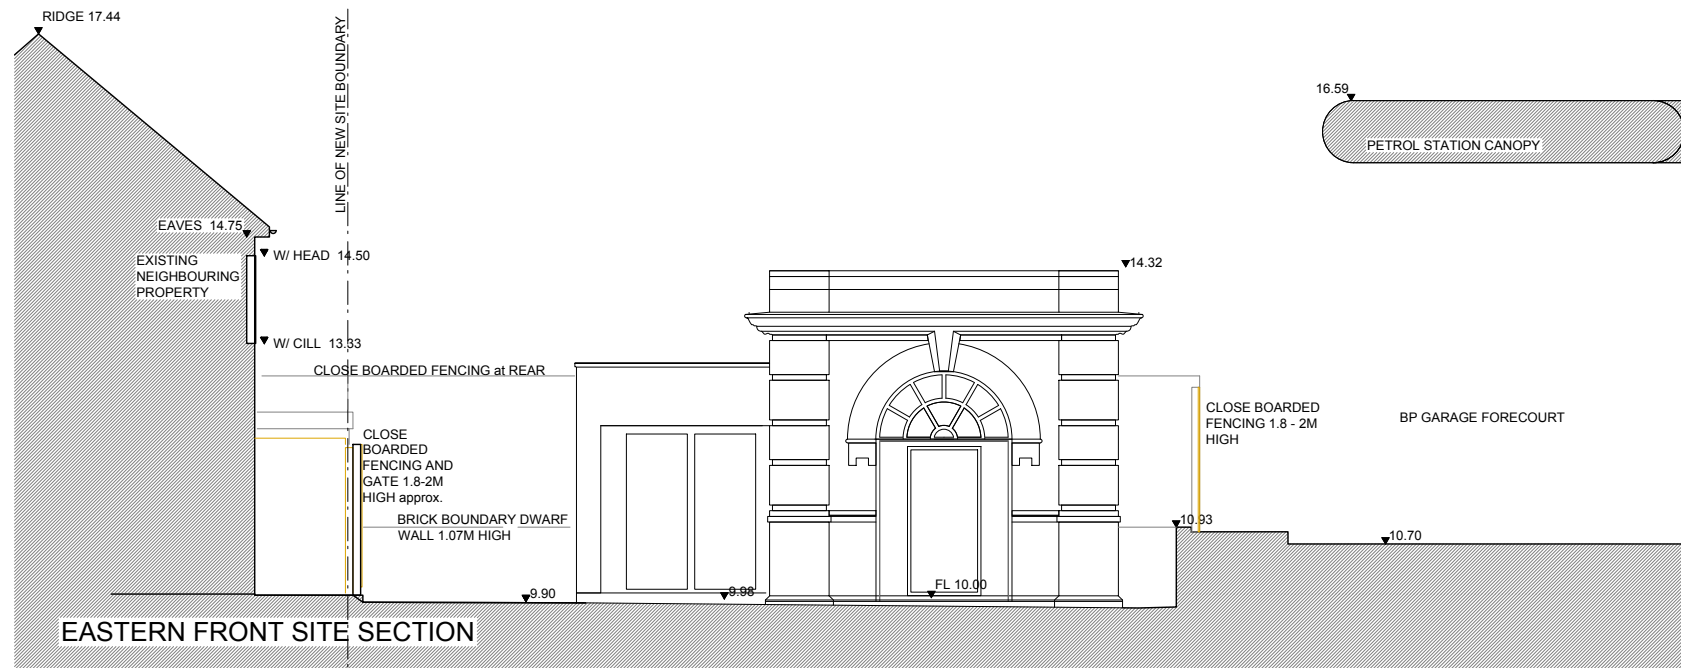 RIDGE 17.44
LINE OF NEW SITE BOUNDARY
16.59
PETROL STATION CANOPY
EAVES 14.75
W/ HEAD 14.50
EXISTING
NEIGHBOURING
PROPERTY
14.32
W/ CILL 13.33
CLOSE BOARDED FENCING at REAR
CLOSE BOARDED
FENCING 1.8 - 2M
HIGH
BP GARAGE FORECOURT
CLOSE
BOARDED
FENCING AND
GATE 1.8-2M
HIGH approx.
BRICK BOUNDARY DWARF
WALL 1.07M HIGH
10.93
10.70
9.90
9.98
FL 10.00
EASTERN FRONT SITE SECTION